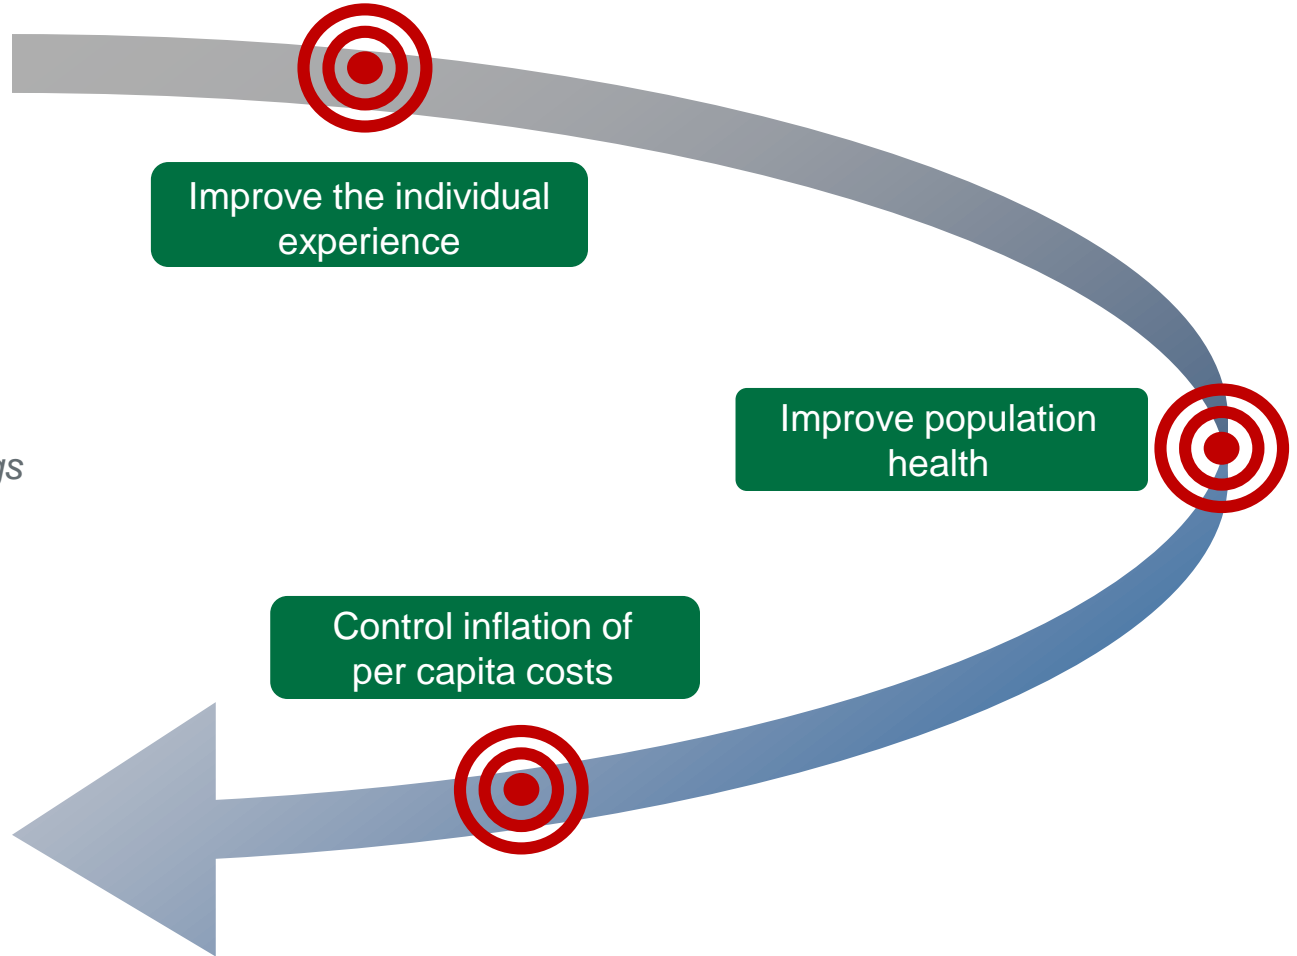 Improve the individual
experience
Improve population
health
Control inflation of
per capita costs